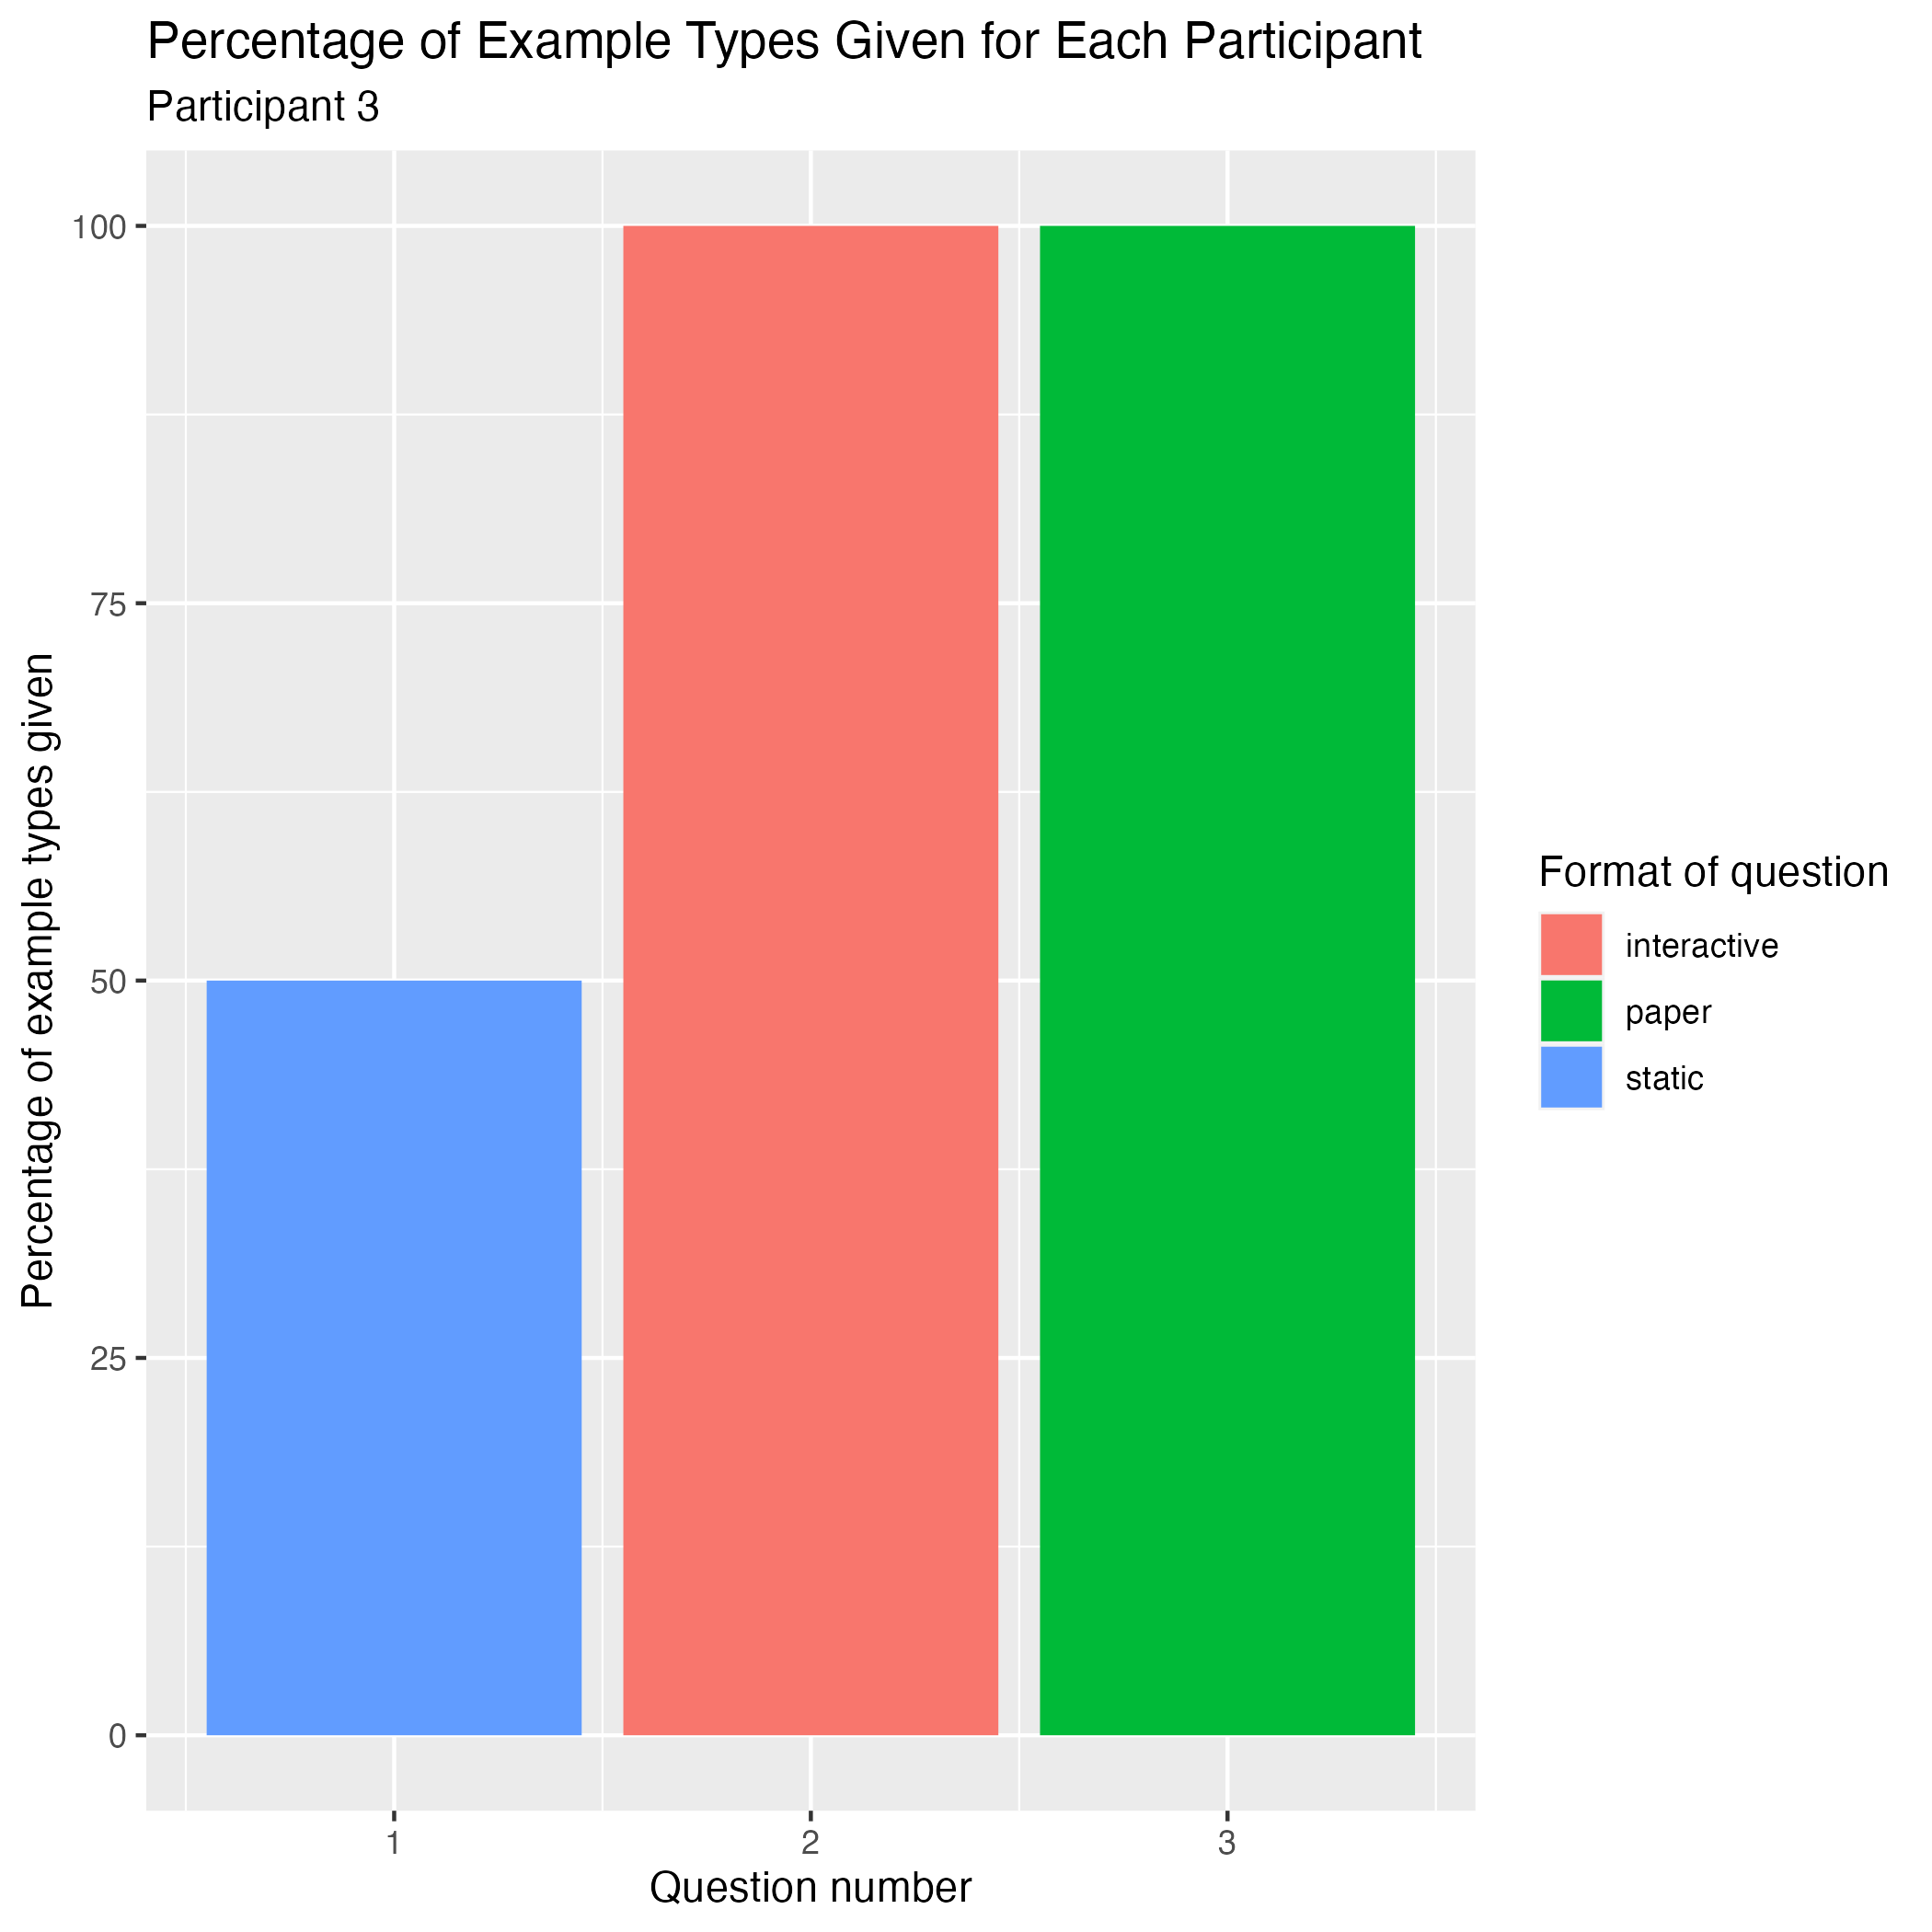 Percentage of Example Types Given for Each Participant
Participant 3
Percentage of example types given
100
75
50
25
0
1
2
3
Question number
Format of question
interactive
paper
static